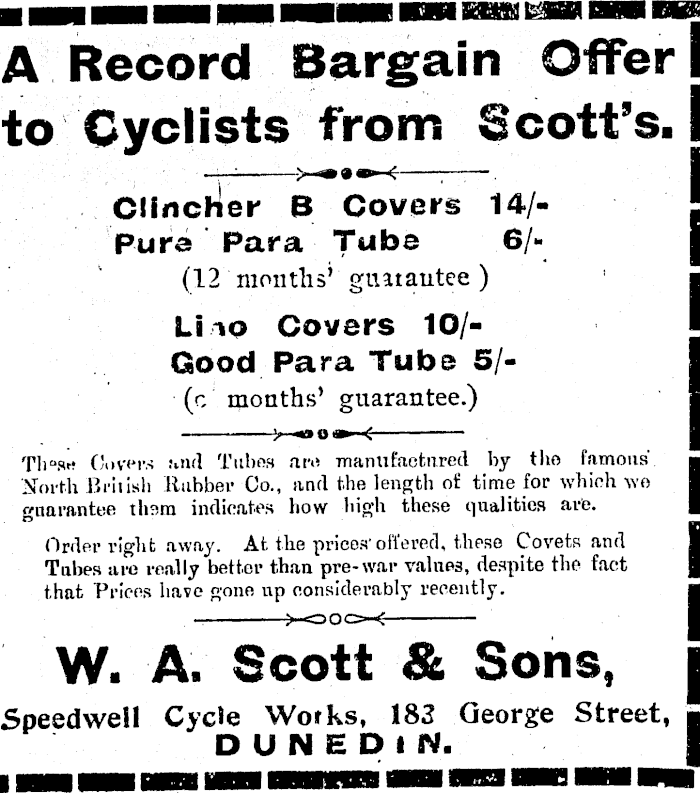 A Record Bargain Offer
to Cyclists from Scott's.
Clincher B Covers 14/-
Pure Para Tube 6/-
(12 months' guarantee)
Covers 10/-
Good Para Tube 5/-
( months' guarantee.)
These Covers and Tubes are manufactured by the famous
North British Rubber Co., and the length of time for which we
guarantee them indicates how high these qualities are.
Order right away. At the prices offered, these Covets and
Tubes are really better than pre-war values, despite the fact
that Prices have gone up considerably recently.
W. A. Scott & Sons,
Speedwell Cycle Works, 183 George Street,
DUNEDIN.